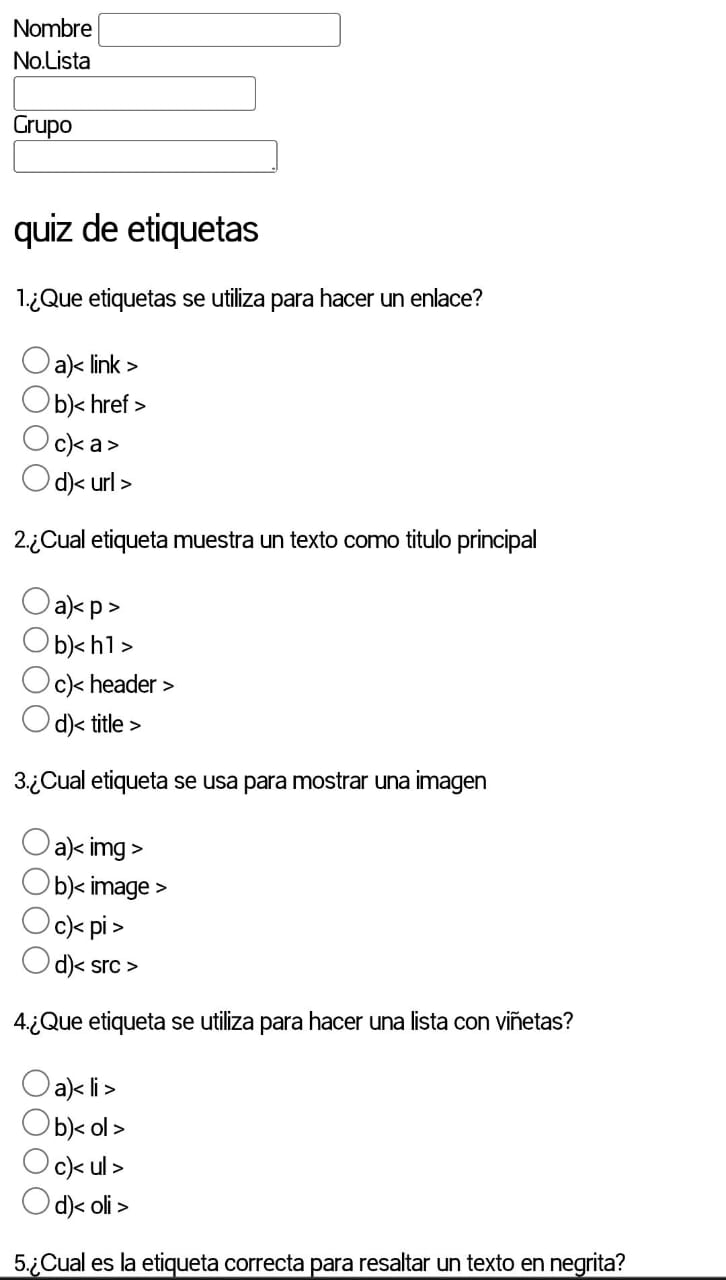 Nombre
No.Lista
Grupo
quiz de etiquetas
1.¿Que etiquetas se utiliza para hacer un enlace?
a)< link >
b)< href >
c)< a >
d)< url >
2.¿Cual etiqueta muestra un texto como titulo principal
a)< p >
b)< h1 >
c)< header >
d)< title >
3.¿Cual etiqueta se usa para mostrar una imagen
a)< img >
b)< image >
c)< pi >
d)< src >
4.¿Que etiqueta se utiliza para hacer una lista con viñetas?
a)< li >
b)< ol >
c)< ul >
d)< oli >
5.¿Cual es la etiqueta correcta para resaltar un texto en negrita?